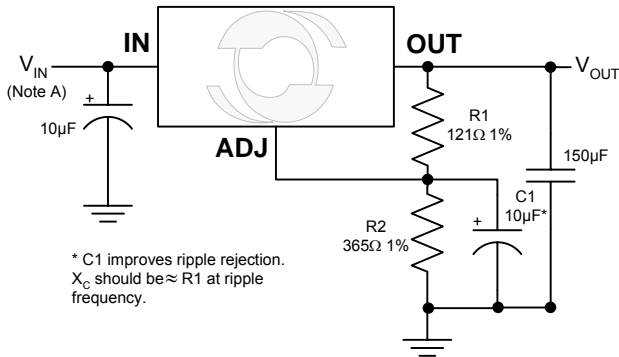 IN
OUT
V_IN
V_OUT
(Note A)
+
10µF
ADJ
R1
121Ω 1%
150µF
C1
10µF*
+
R2
365Ω 1%
* C1 improves ripple rejection.
X_C should be ≈ R1 at ripple
frequency.